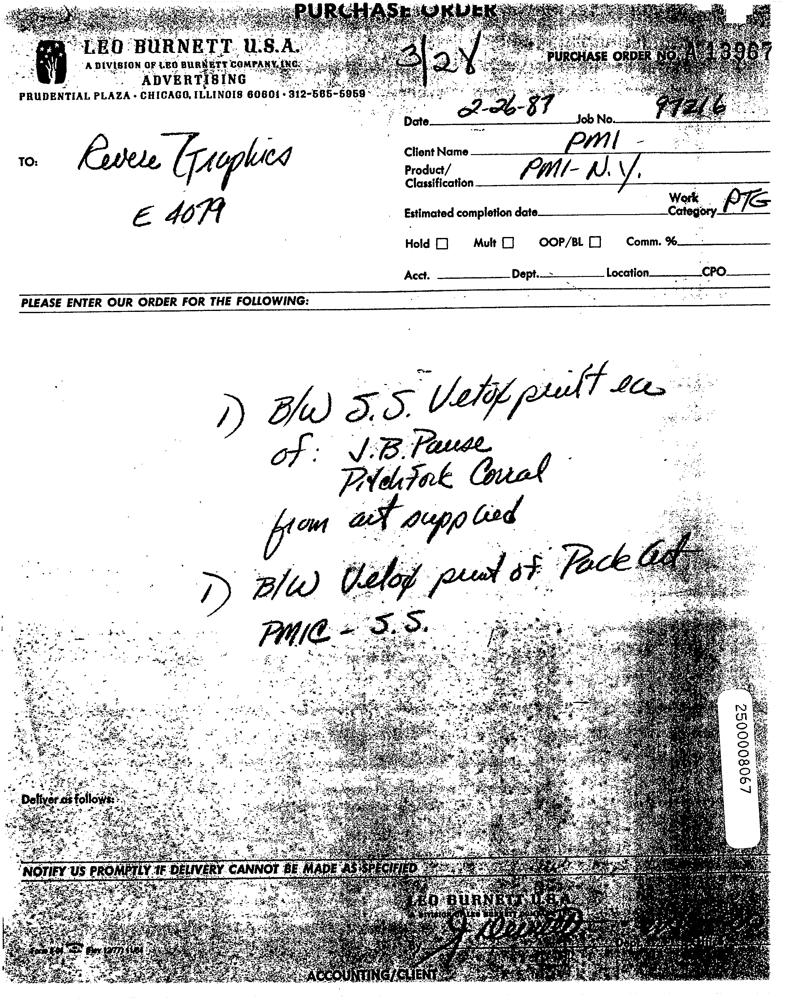 PURCHASE ORDER
LEO BURNETT U.S.A.
A DIVISION OF LEO BURNETT COMPANY, INC.
ADVERTISING
PRUDENTIAL PLAZA • CHICAGO, ILLINOIS 60601 • 312-565-5959
3/28
PURCHASE ORDER NO. A 13967
Date 2-26-87 Job No. 97216
Client Name PMI -
TO: Revere Graphics
E 4079
Product/
Classification PMI- N.Y.
Estimated completion date
Work
Category PTG
Hold Mult OOP/BL Comm. %
Acct. Dept. Location CPO
PLEASE ENTER OUR ORDER FOR THE FOLLOWING:
1) B/W S.S. Velox print ea
of: J.B. Pause
Pitchfork Corral
from art supplied
1) B/W Velox print of Pack Art
PMIC - S.S.
2500008067
Deliver as follows:
NOTIFY US PROMPTLY IF DELIVERY CANNOT BE MADE AS SPECIFIED
LEO BURNETT U.S.A.
A DIVISION OF LEO BURNETT
ACCOUNTING/CLIENT